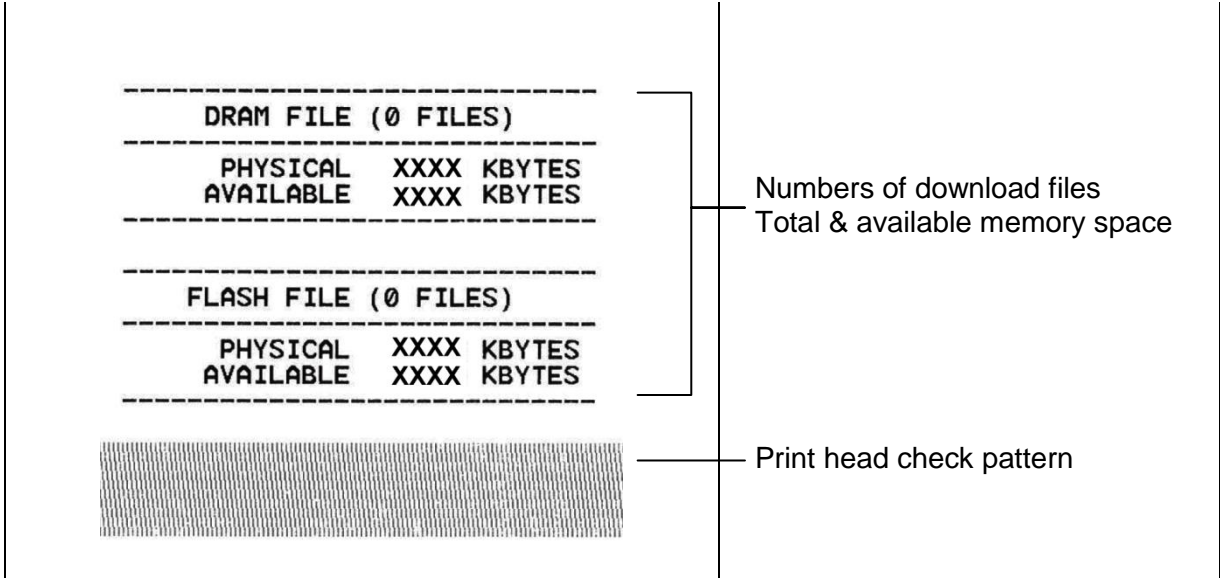 DRAM FILE (0 FILES)
PHYSICAL XXXX KBYTES
AVAILABLE XXXX KBYTES
FLASH FILE (0 FILES)
PHYSICAL XXXX KBYTES
AVAILABLE XXXX KBYTES
Numbers of download files
Total & available memory space
Print head check pattern